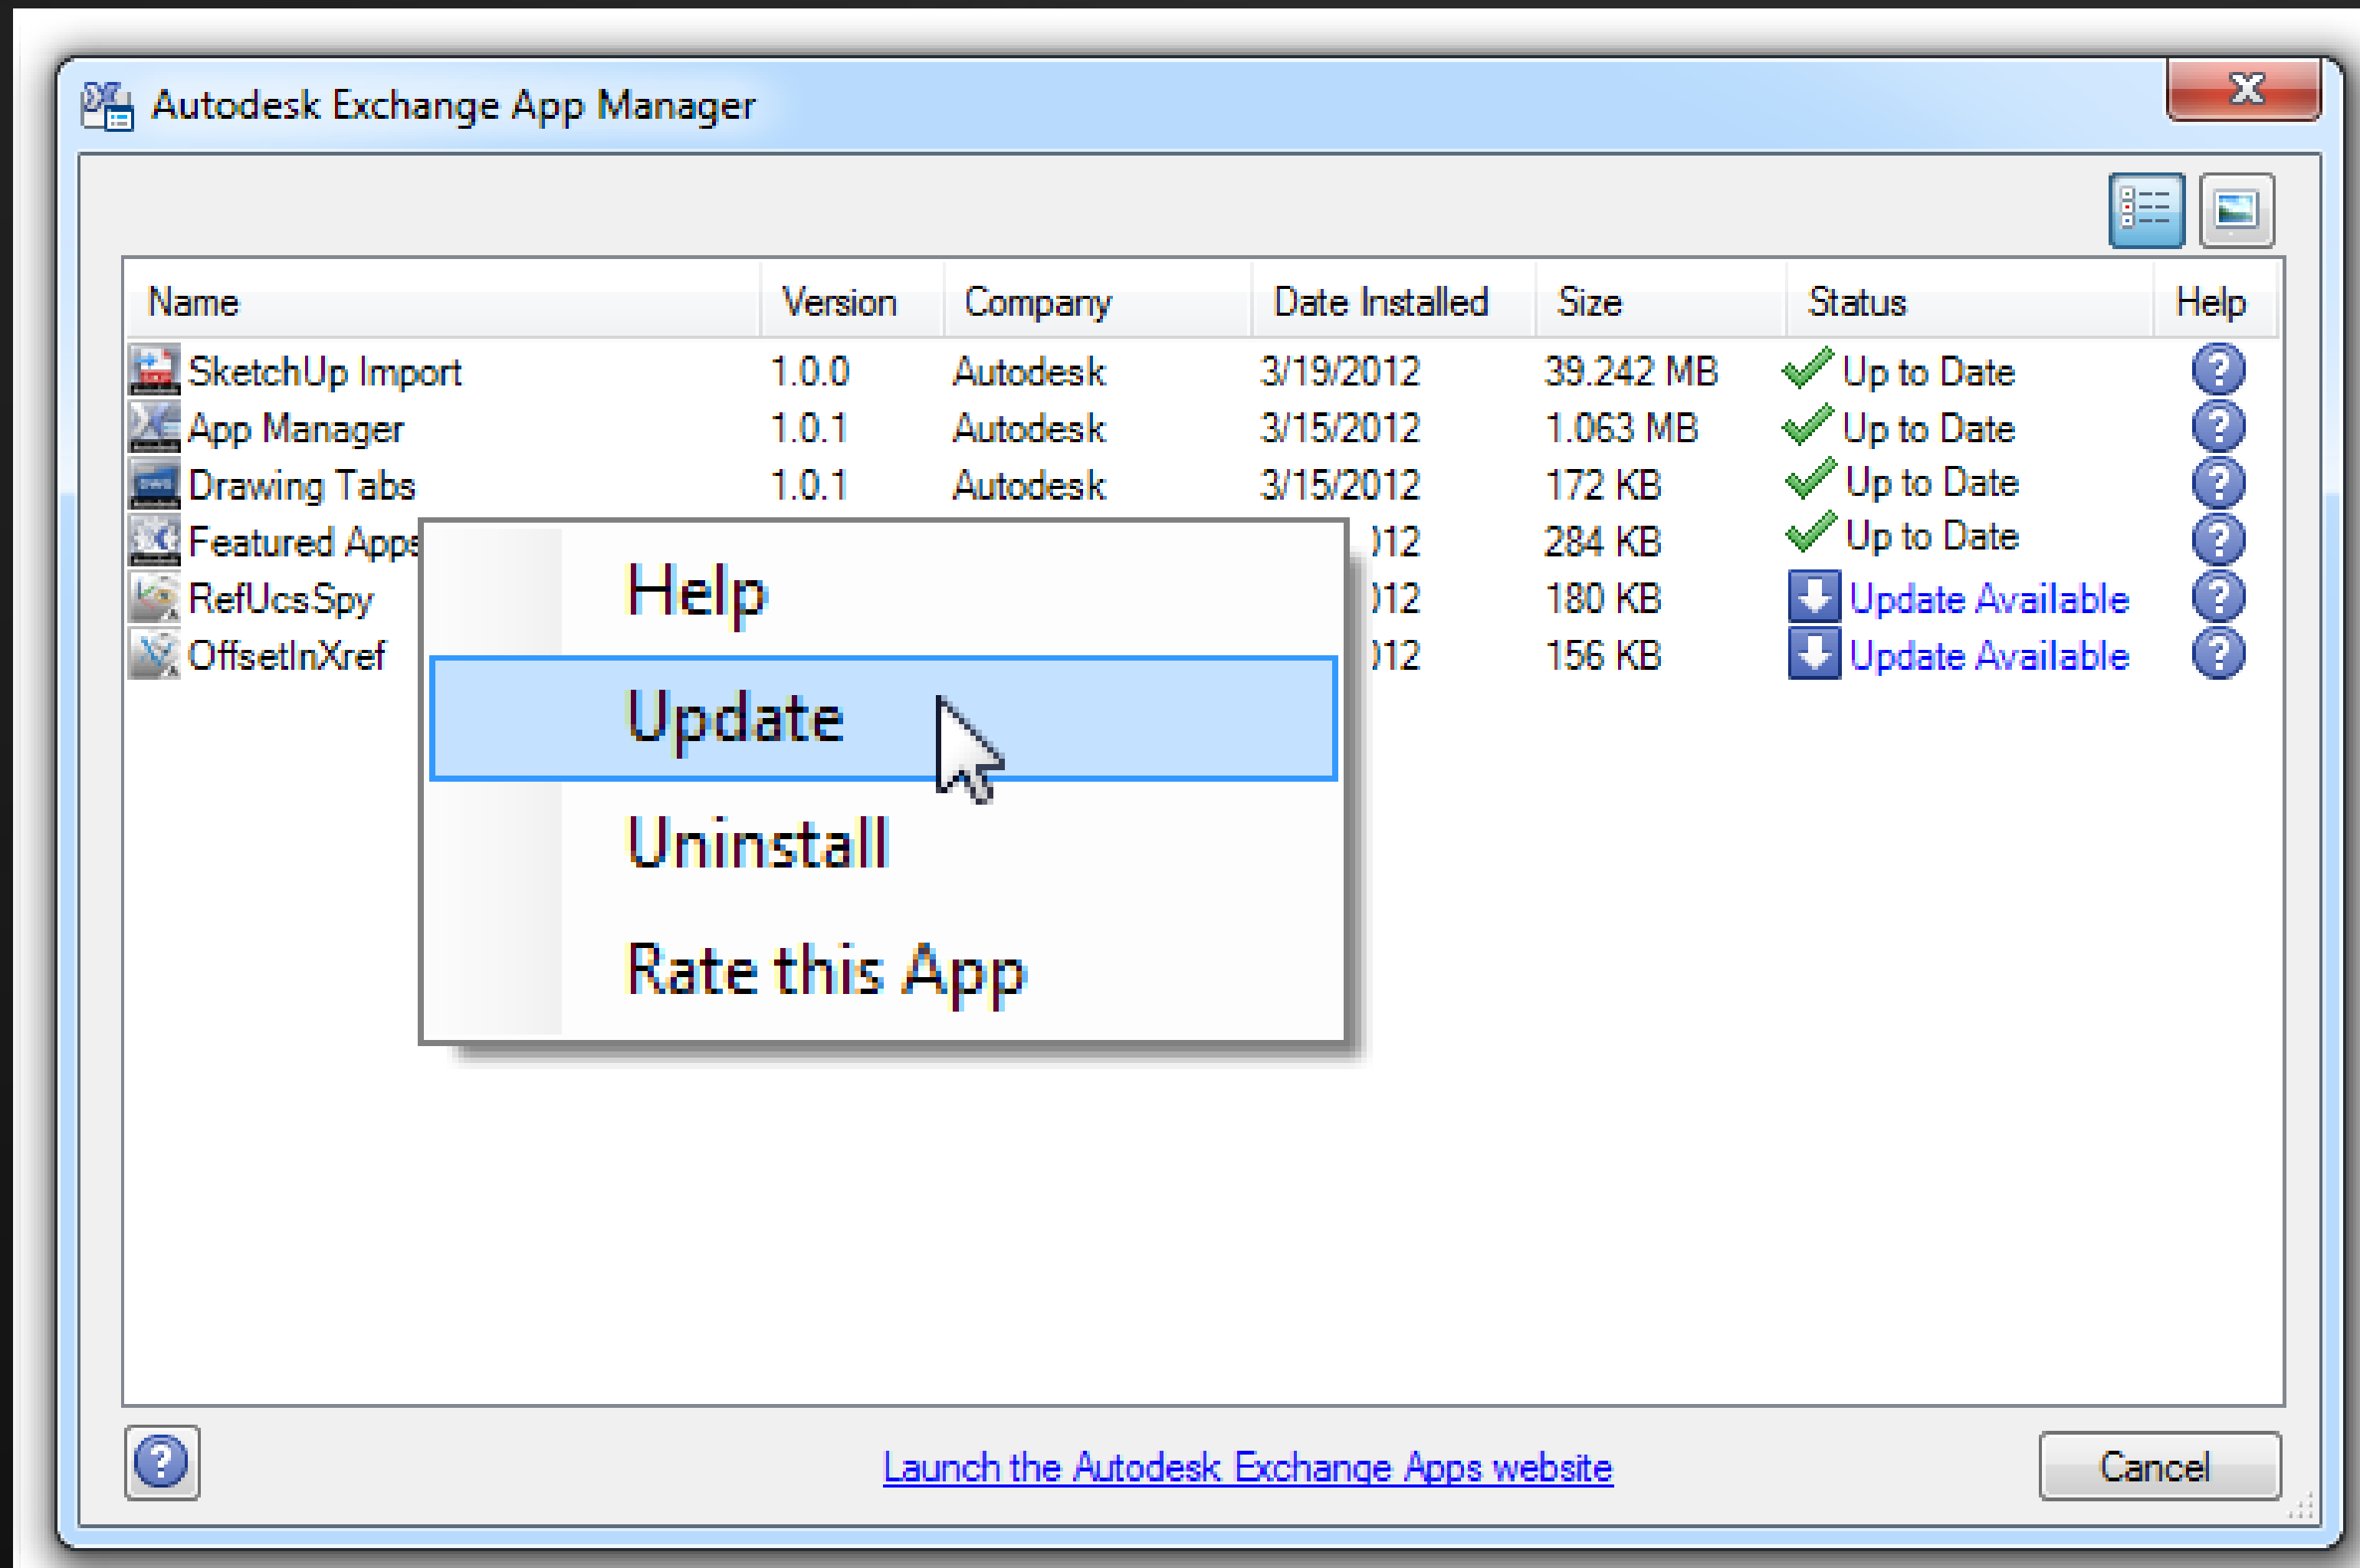 Autodesk Exchange App Manager
Name Version Company Date Installed Size Status Help
SketchUp Import 1.0.0 Autodesk 3/19/2012 39.242 MB Up to Date
App Manager 1.0.1 Autodesk 3/15/2012 1.063 MB Up to Date
Drawing Tabs 1.0.1 Autodesk 3/15/2012 172 KB Up to Date
Featured Apps 284 KB Up to Date
RefUcsSpy 180 KB Update Available
OffsetInXref 156 KB Update Available
Help
Update
Uninstall
Rate this App
Launch the Autodesk Exchange Apps website
Cancel